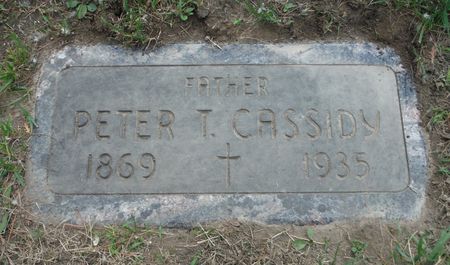 FATHER
PETER T. CASSIDY
1869 1935